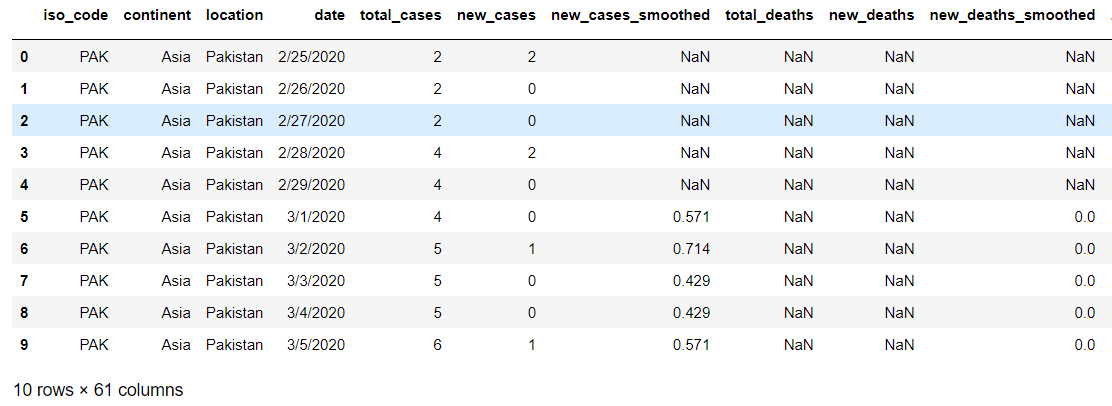 iso_code continent location date total_cases new_cases new_cases_smoothed total_deaths new_deaths new_deaths_smoothed
0 PAK Asia Pakistan 2/25/2020 2 2 NaN NaN NaN NaN
1 PAK Asia Pakistan 2/26/2020 2 0 NaN NaN NaN NaN
2 PAK Asia Pakistan 2/27/2020 2 0 NaN NaN NaN NaN
3 PAK Asia Pakistan 2/28/2020 4 2 NaN NaN NaN NaN
4 PAK Asia Pakistan 2/29/2020 4 0 NaN NaN NaN NaN
5 PAK Asia Pakistan 3/1/2020 4 0 0.571 NaN NaN 0.0
6 PAK Asia Pakistan 3/2/2020 5 1 0.714 NaN NaN 0.0
7 PAK Asia Pakistan 3/3/2020 5 0 0.429 NaN NaN 0.0
8 PAK Asia Pakistan 3/4/2020 5 0 0.429 NaN NaN 0.0
9 PAK Asia Pakistan 3/5/2020 6 1 0.571 NaN NaN 0.0
10 rows × 61 columns